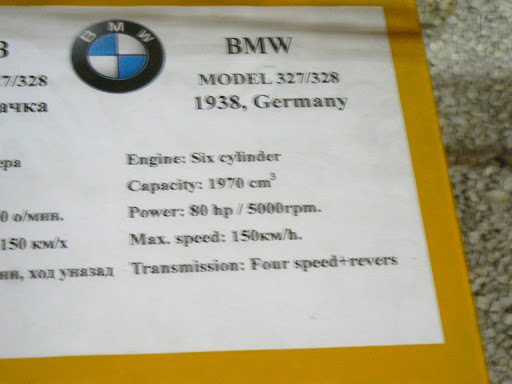 BMW
В BMW
27/328 MODEL 327/328
ачка 1938, Germany
ера Engine: Six cylinder
Capacity: 1970 cm³
0 о/мин. Power: 80 hp / 5000rpm.
150 км/х Max. speed: 150км/h.
ни, ход уназад Transmission: Four speed+revers